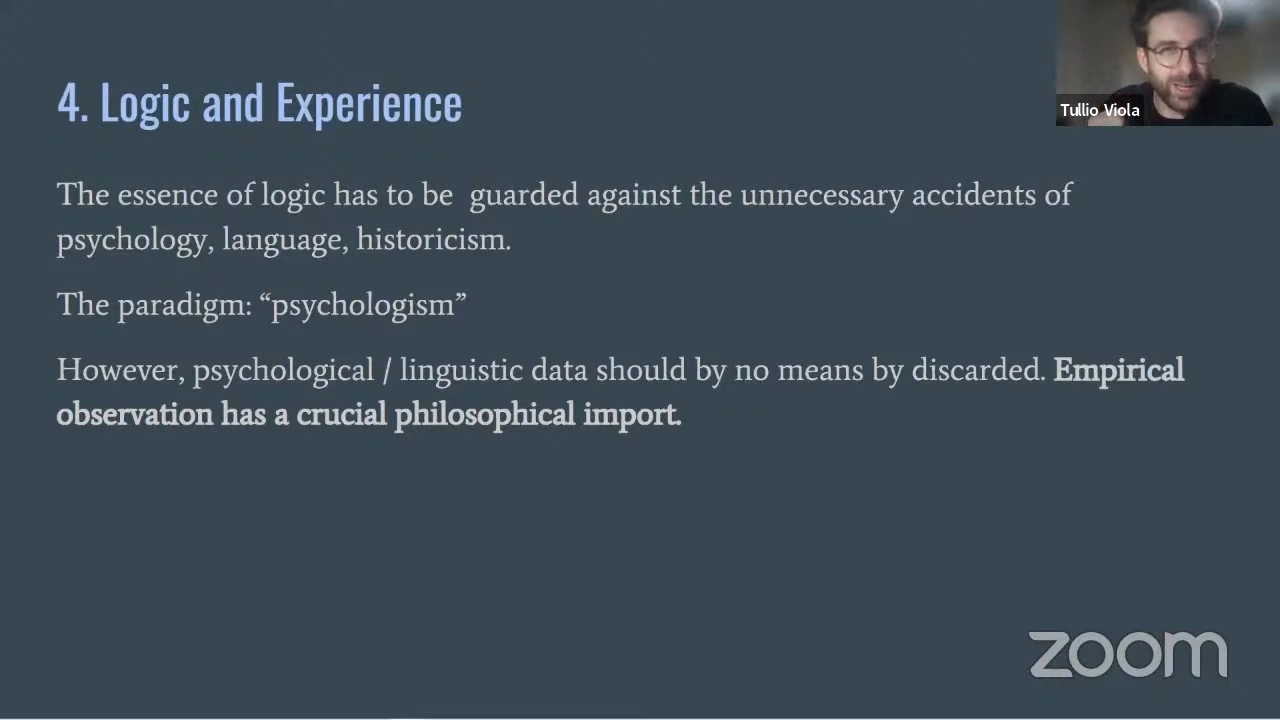 4. Logic and Experience
Tullio Viola
The essence of logic has to be  guarded against the unnecessary accidents of
psychology, language, historicism.
The paradigm: “psychologism”
However, psychological / linguistic data should by no means by discarded. Empirical
observation has a crucial philosophical import.
zoom